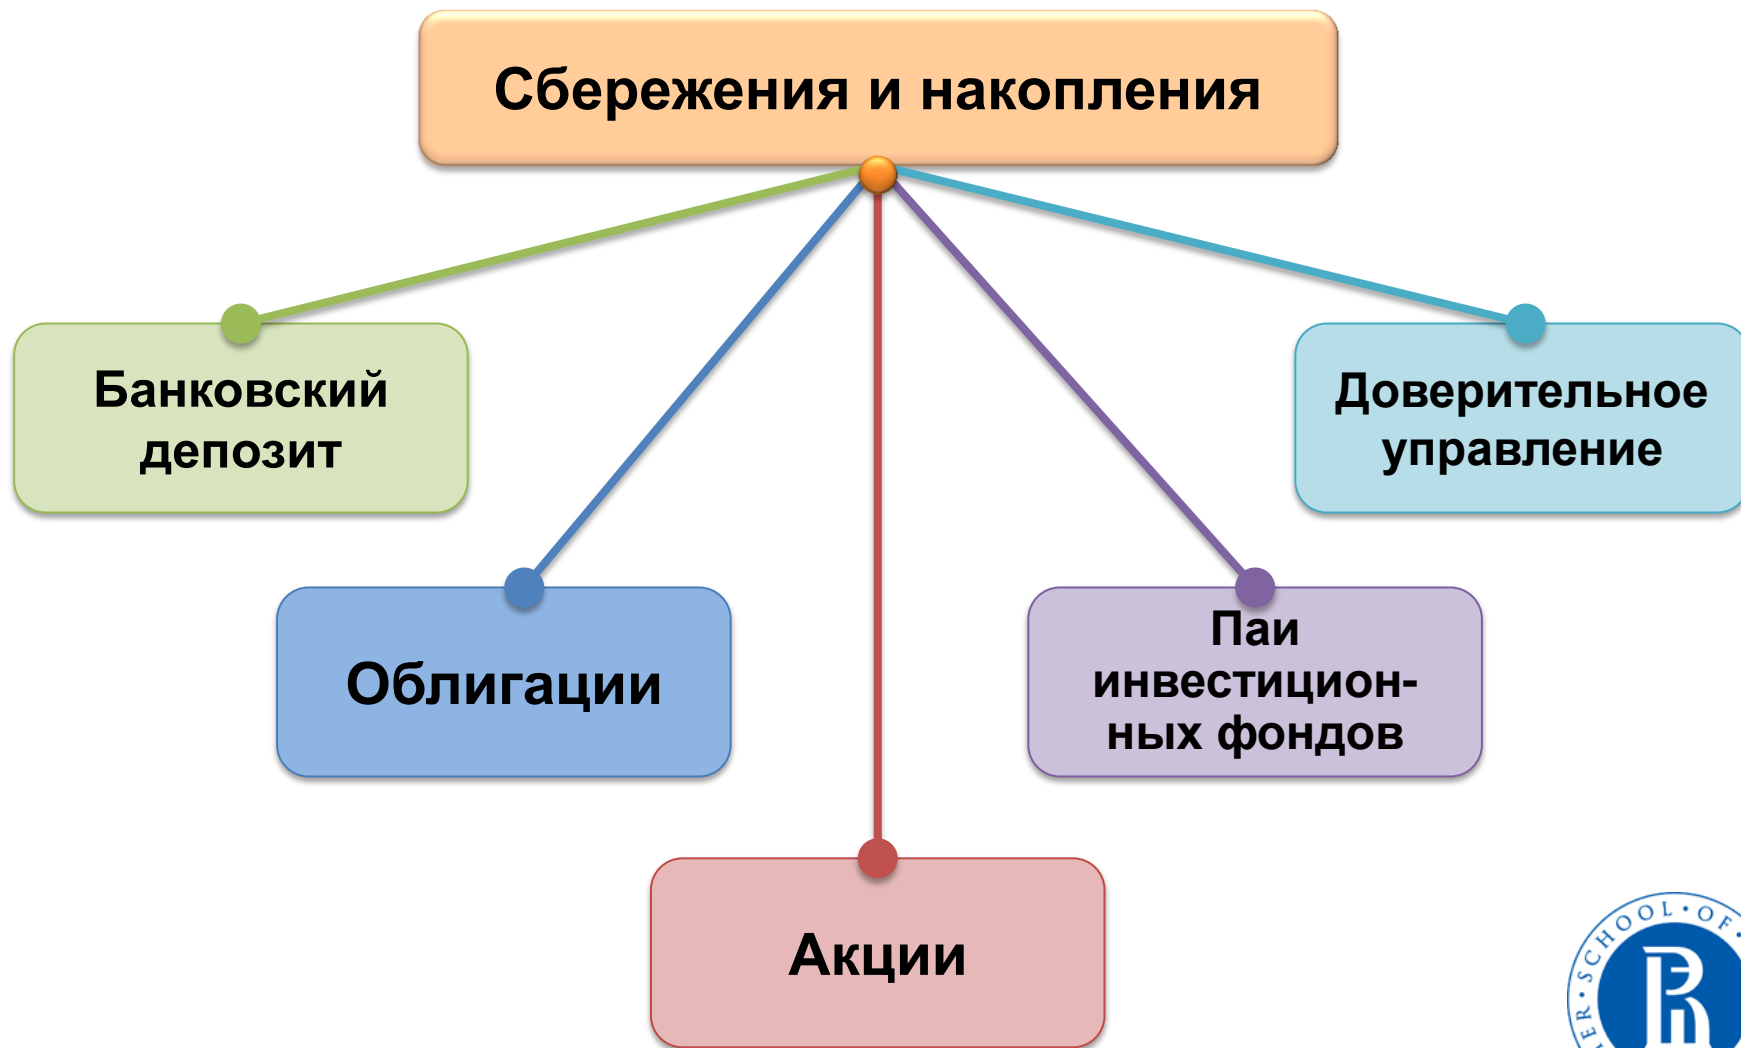 Сбережения и накопления
Банковский
депозит
Доверительное
управление
Облигации
Паи
инвестицион-
ных фондов
Акции
SCHOOL · OF ·